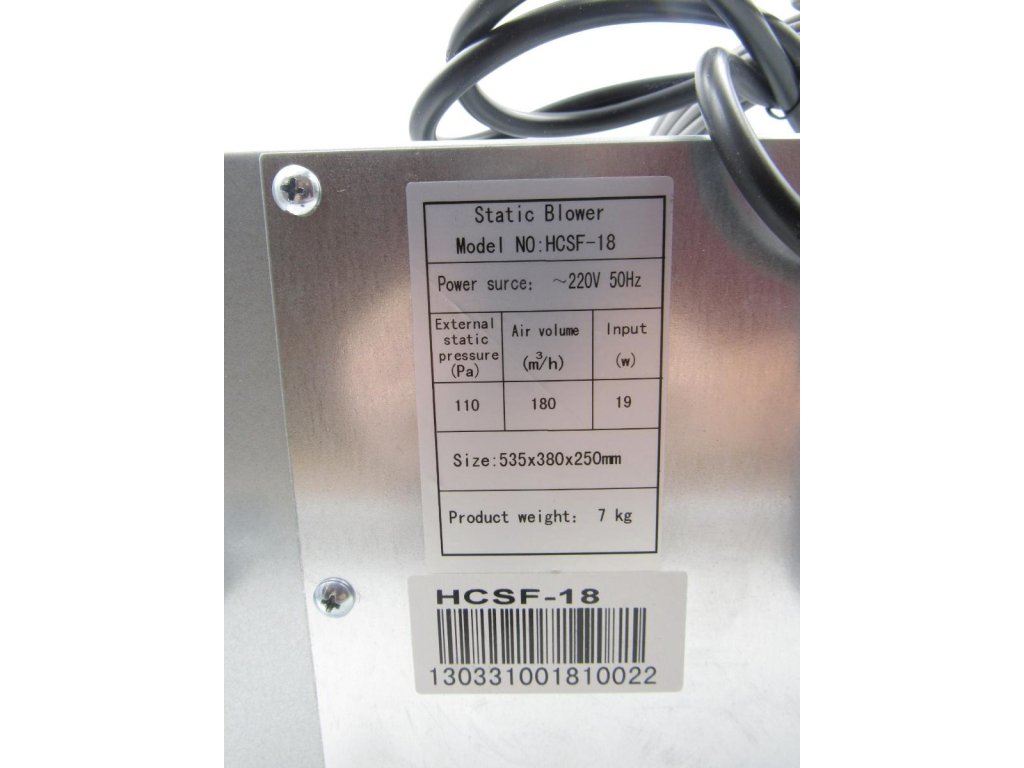 Static Blower
Model NO:HCSF-18
Power surce: ~220V 50Hz
External static pressure (Pa)
Air volume (m³/h)
Input (w)
110 180 19
Size:535x380x250mm
Product weight: 7 kg
HCSF-18
130331001810022